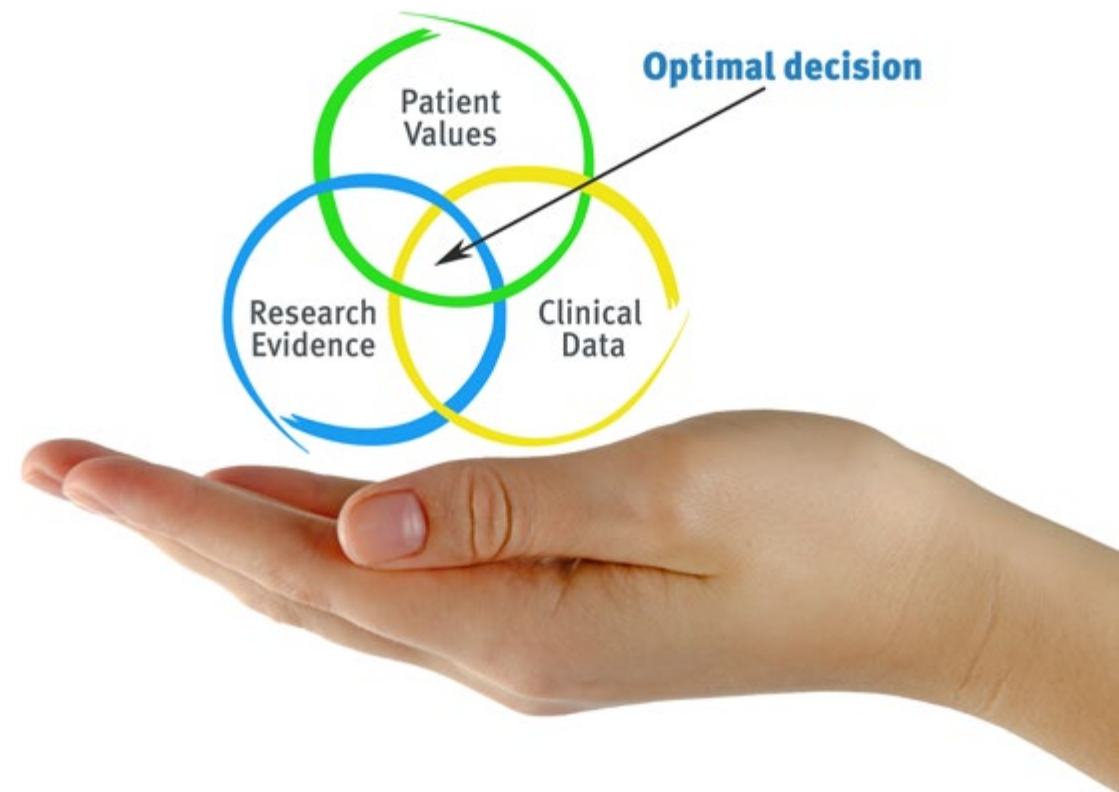 Optimal decision
Patient
Values
Research
Evidence
Clinical
Data